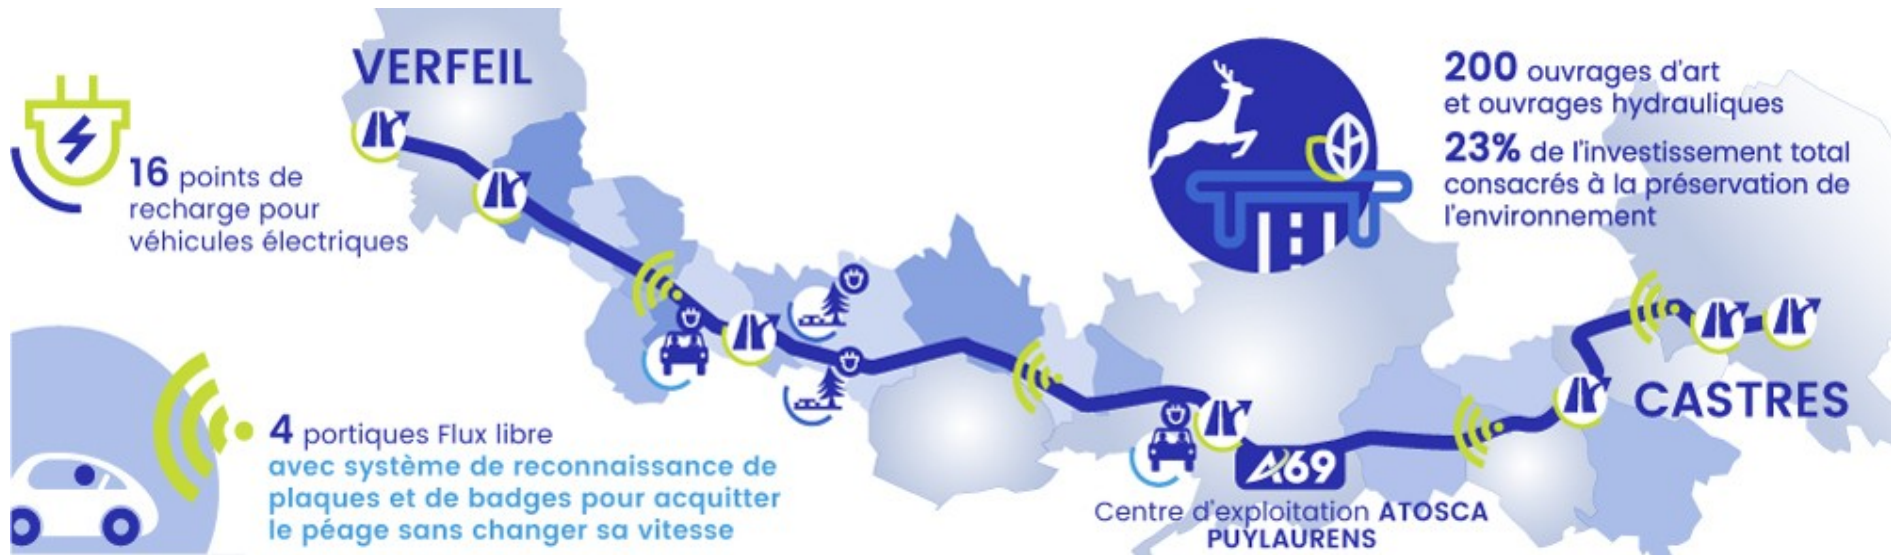 VERFEIL
16 points de
recharge pour
véhicules électriques
200 ouvrages d'art
et ouvrages hydrauliques
23% de l'investissement total
consacrés à la préservation de
l'environnement
4 portiques Flux libre
avec système de reconnaissance de
plaques et de badges pour acquitter
le péage sans changer sa vitesse
CASTRES
A69
Centre d'exploitation ATOSCA
PUYLAURENS